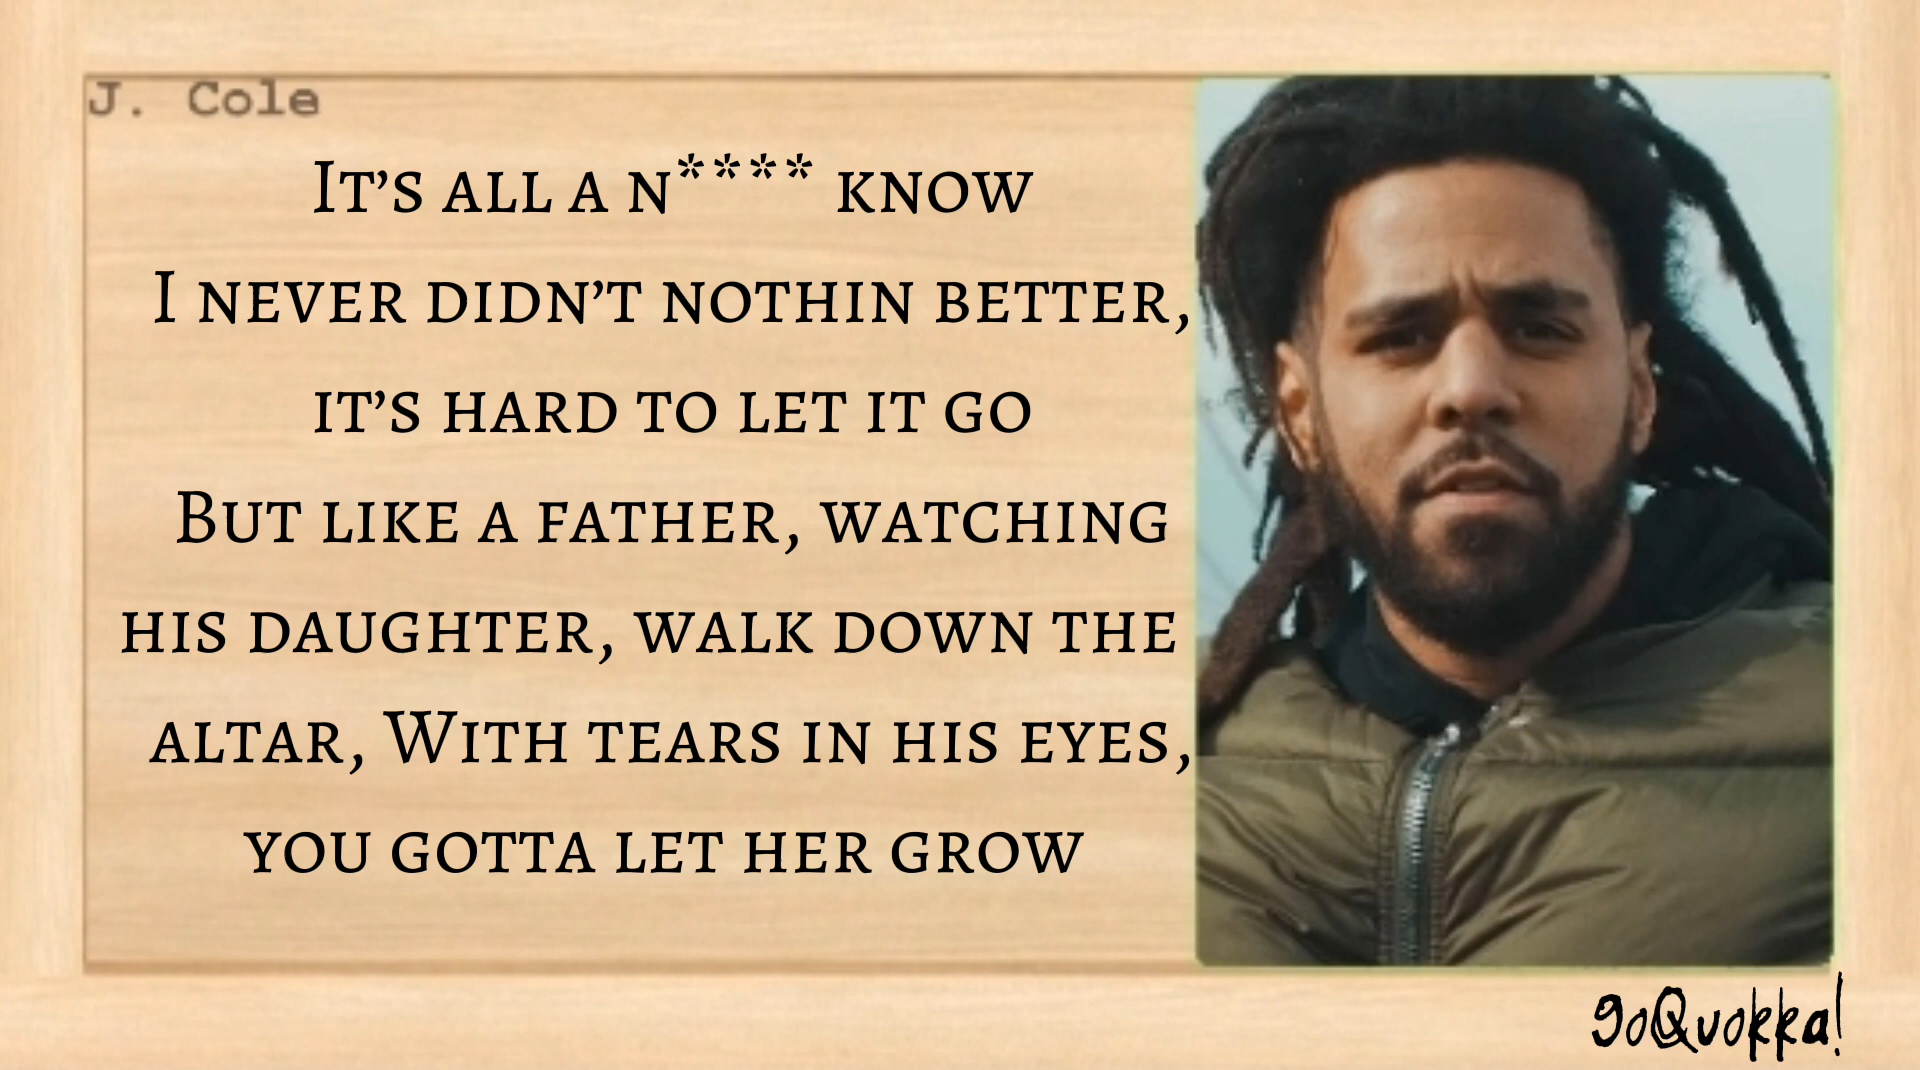 J. Cole
It’s all a n**** know
I never didn’t nothin better,
it’s hard to let it go
But like a father, watching
his daughter, walk down the
altar, With tears in his eyes,
you gotta let her grow
goQuokka!